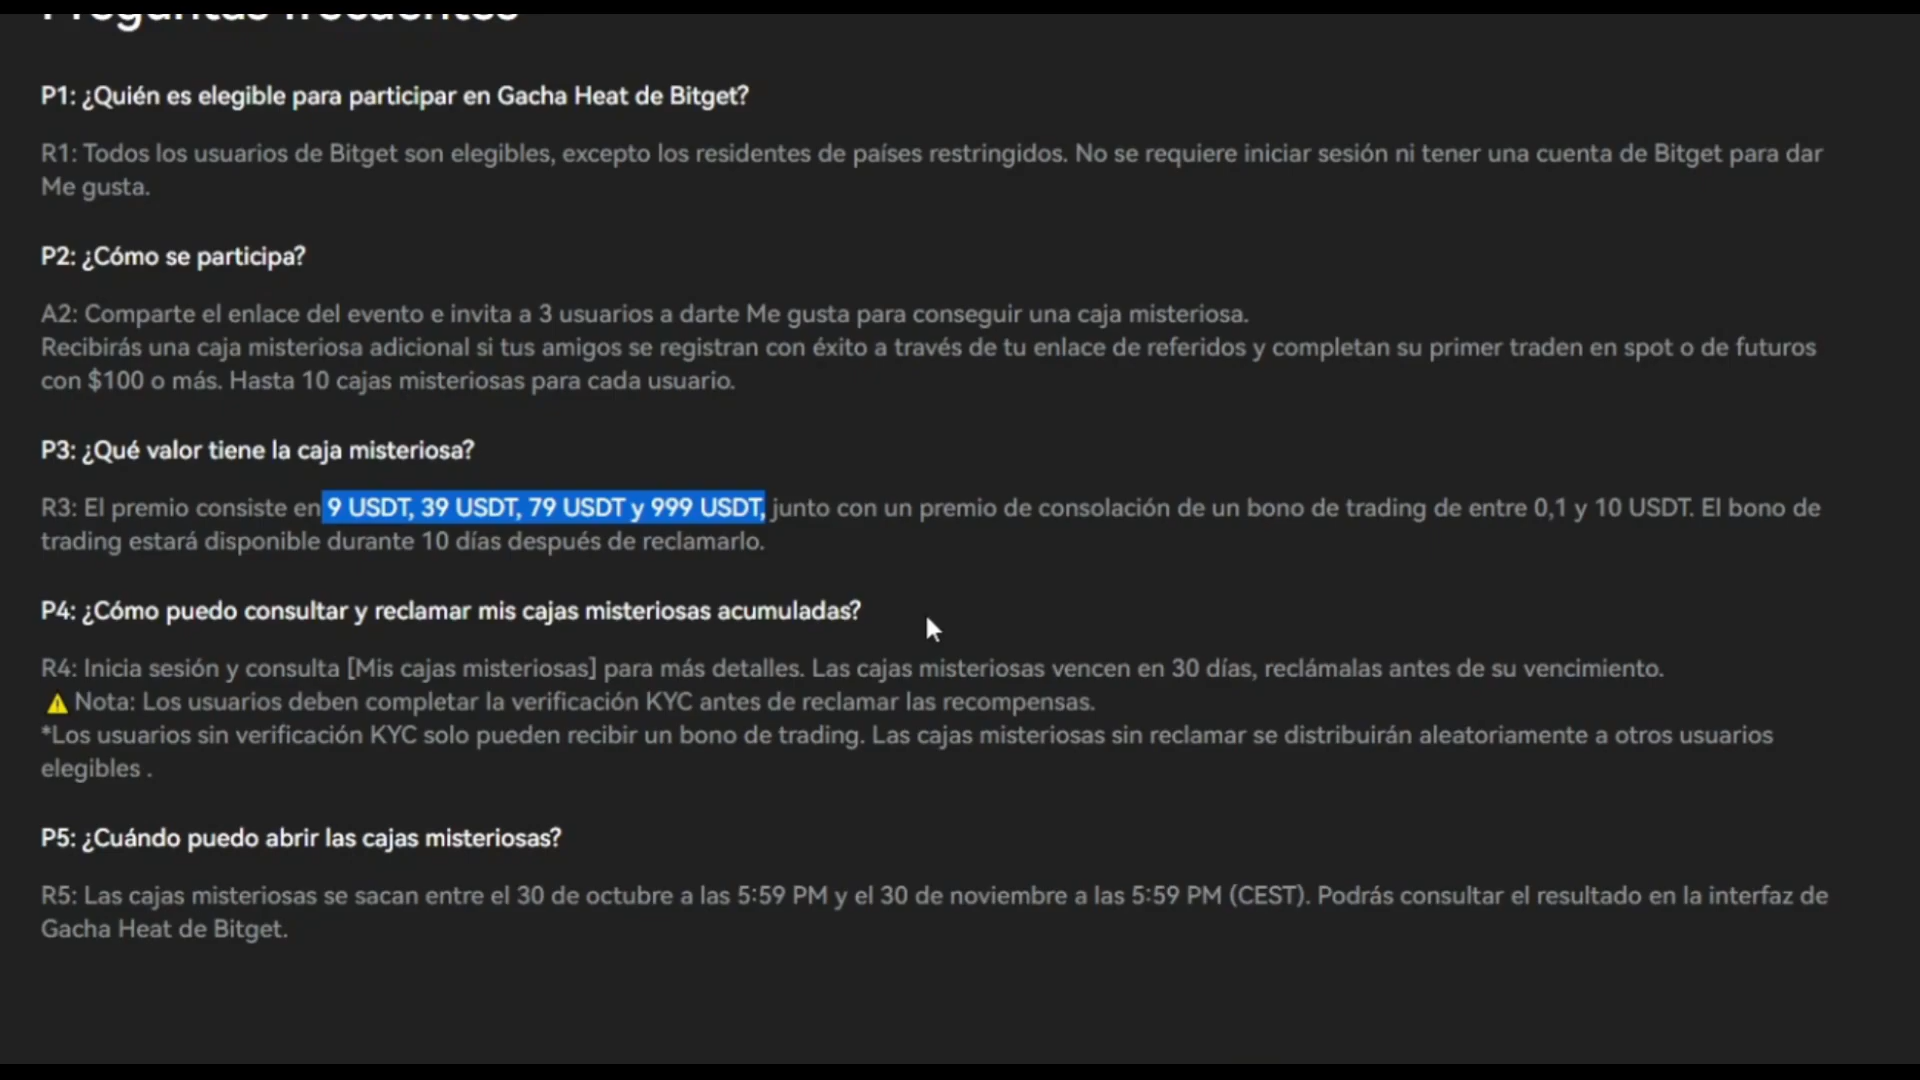 Preguntas frecuentes
P1: ¿Quién es elegible para participar en Gacha Heat de Bitget?
R1: Todos los usuarios de Bitget son elegibles, excepto los residentes de países restringidos. No se requiere iniciar sesión ni tener una cuenta de Bitget para dar
Me gusta.
P2: ¿Cómo se participa?
A2: Comparte el enlace del evento e invita a 3 usuarios a darte Me gusta para conseguir una caja misteriosa.
Recibirás una caja misteriosa adicional si tus amigos se registran con éxito a través de tu enlace de referidos y completan su primer traden en spot o de futuros
con $100 o más. Hasta 10 cajas misteriosas para cada usuario.
P3: ¿Qué valor tiene la caja misteriosa?
R3: El premio consiste en 9 USDT, 39 USDT, 79 USDT y 999 USDT, junto con un premio de consolación de un bono de trading de entre 0,1 y 10 USDT. El bono de
trading estará disponible durante 10 días después de reclamarlo.
P4: ¿Cómo puedo consultar y reclamar mis cajas misteriosas acumuladas?
R4: Inicia sesión y consulta [Mis cajas misteriosas] para más detalles. Las cajas misteriosas vencen en 30 días, reclámalas antes de su vencimiento.
⚠️ Nota: Los usuarios deben completar la verificación KYC antes de reclamar las recompensas.
*Los usuarios sin verificación KYC solo pueden recibir un bono de trading. Las cajas misteriosas sin reclamar se distribuirán aleatoriamente a otros usuarios
elegibles .
P5: ¿Cuándo puedo abrir las cajas misteriosas?
R5: Las cajas misteriosas se sacan entre el 30 de octubre a las 5:59 PM y el 30 de noviembre a las 5:59 PM (CEST). Podrás consultar el resultado en la interfaz de
Gacha Heat de Bitget.